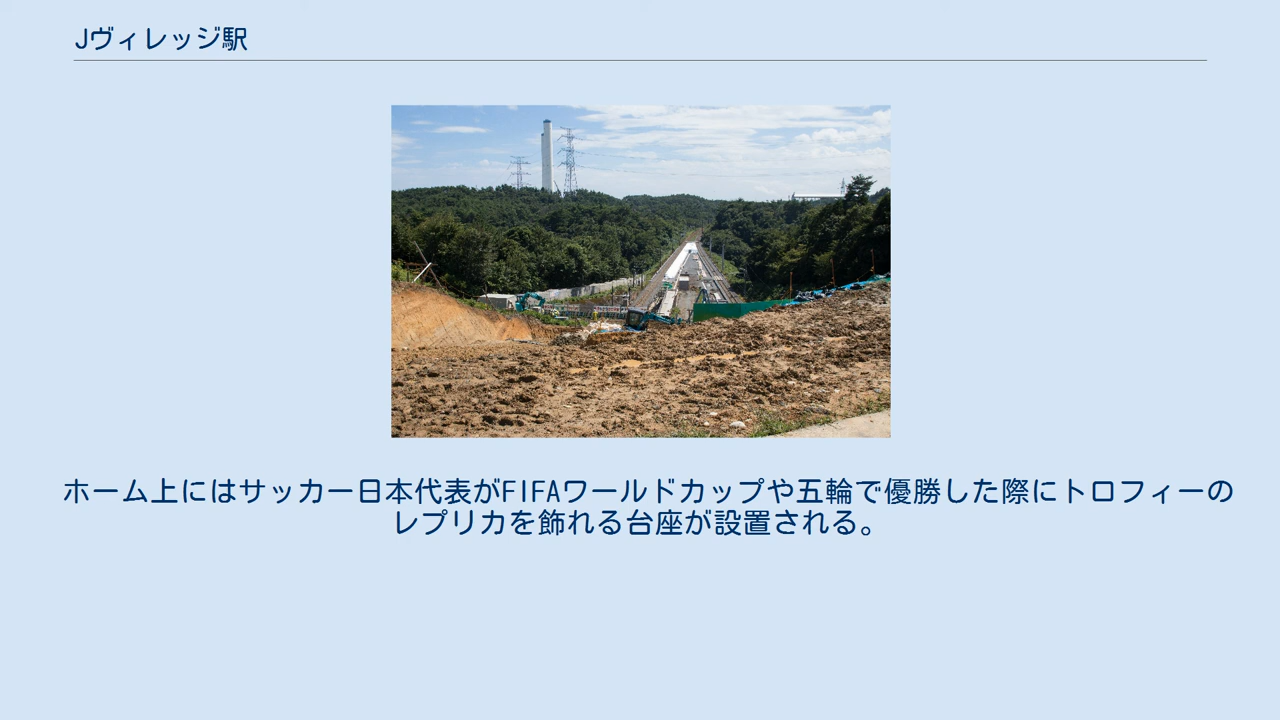 Jヴィレッジ駅
ホーム上にはサッカー日本代表がFIFAワールドカップや五輪で優勝した際にトロフィーの
レプリカを飾れる台座が設置される。